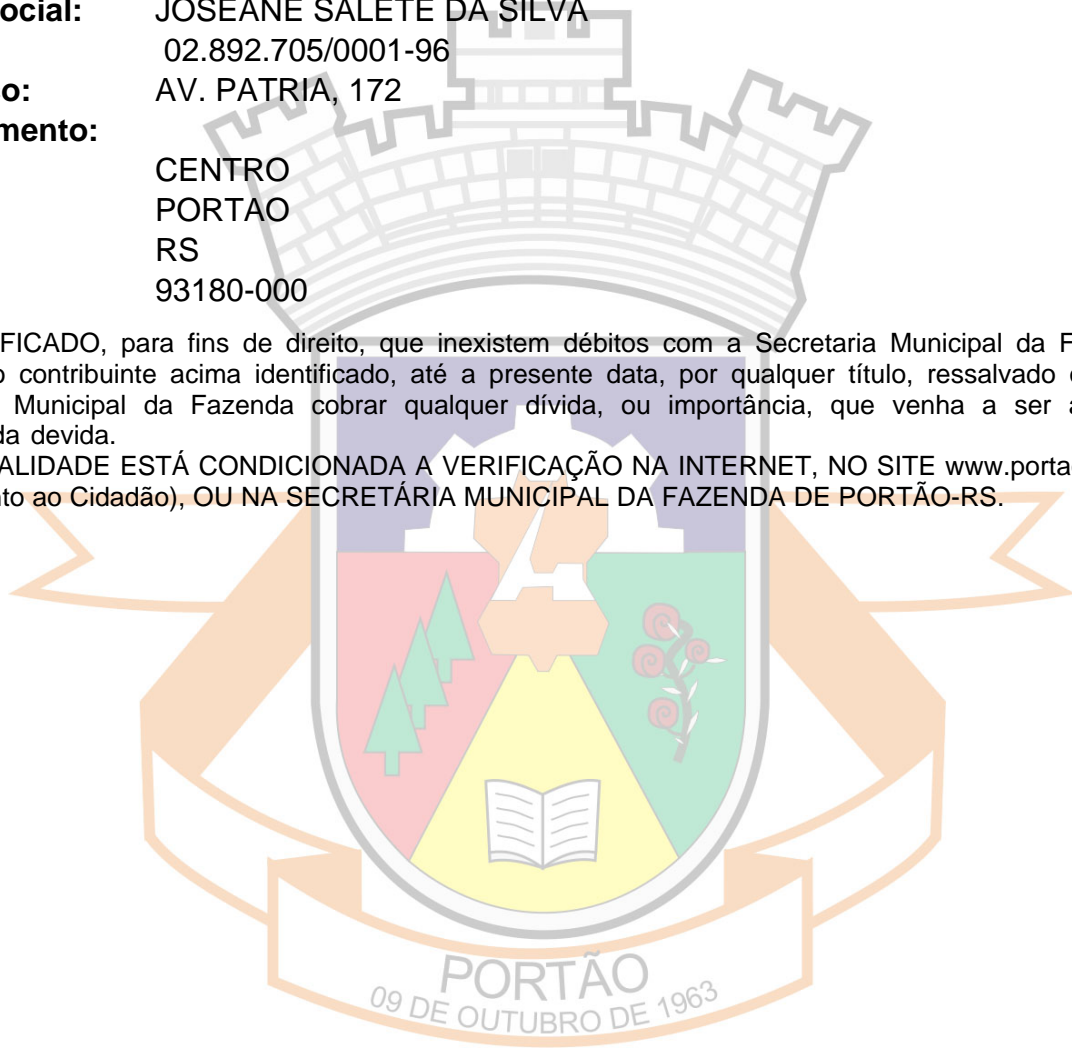 ocial: JOSEANE SALETE DA SILVA
02.892.705/0001-96
o: AV. PATRIA, 172
mento:
CENTRO
PORTAO
RS
93180-000
FICADO, para fins de direito, que inexistem débitos com a Secretaria Municipal da F
o contribuinte acima identificado, até a presente data, por qualquer título, ressalvado
Municipal da Fazenda cobrar qualquer dívida, ou importância, que venha a ser a
da devida.
ALIDADE ESTÁ CONDICIONADA A VERIFICAÇÃO NA INTERNET, NO SITE www.porta
nto ao Cidadão), OU NA SECRETÁRIA MUNICIPAL DA FAZENDA DE PORTÃO-RS.
PORTÃO
09 DE OUTUBRO DE 1963